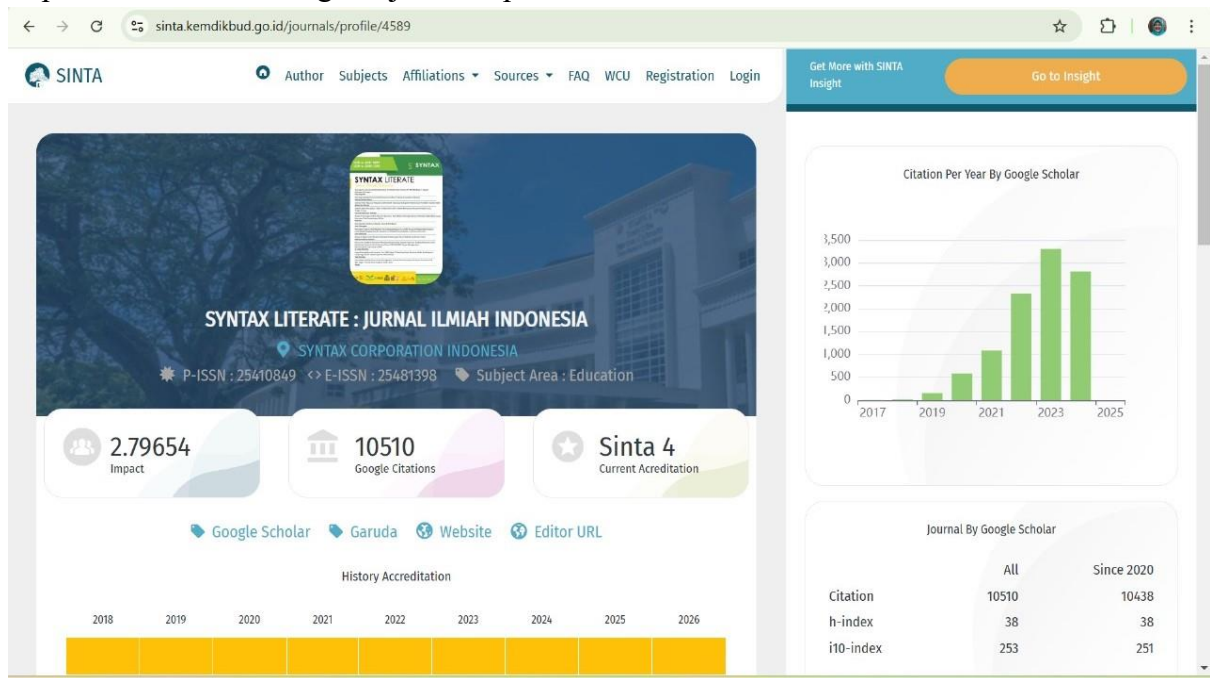 sinta.kemdikbud.go.id/journals/profile/4589
SINTA
Author Subjects Affiliations Sources FAQ WCU Registration Login
Get More with SINTA
Insight
Go to Insight
SYNTAX
SYNTAX LITERATE
SYNTAX LITERATE : JURNAL ILMIAH INDONESIA
SYNTAX CORPORATION INDONESIA
P-ISSN : 25410849 <> E-ISSN : 25481398 Subject Area : Education
2.79654
Impact
10510
Google Citations
Sinta 4
Current Acreditation
Google Scholar Garuda Website Editor URL
History Accreditation
2018 2019 2020 2021 2022 2023 2024 2025 2026
Citation Per Year By Google Scholar
3,500
3,000
2,500
2,000
1,500
1,000
500
0
2017 2019 2021 2023 2025
Journal By Google Scholar
All Since 2020
Citation 10510 10438
h-index 38 38
i10-index 253 251